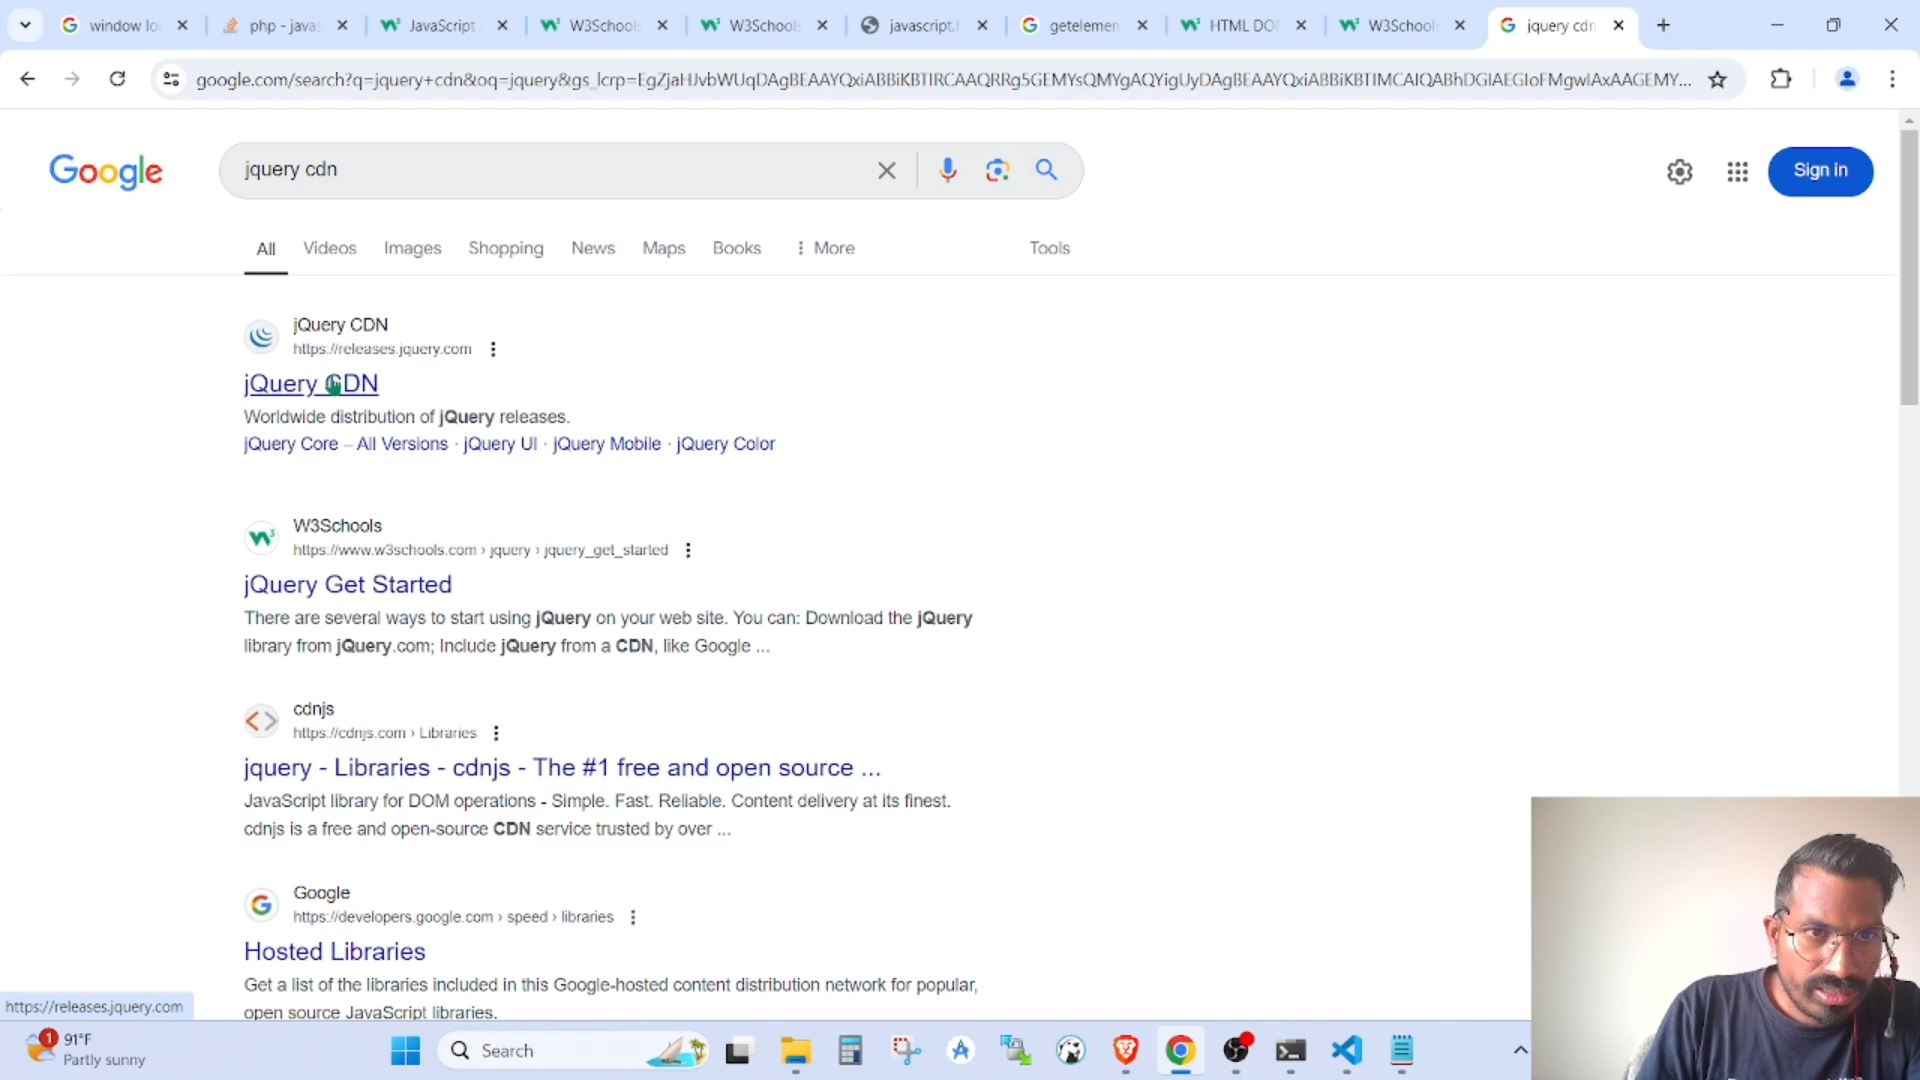 window lo
php - javas
JavaScript
W3Schools
W3Schools
javascript.h
getelemen
HTML DO
W3Schools
jquery cdn
google.com/search?q=jquery+cdn&oq=jquery&gs_lcrp=EgZjaHJvbWUqDAgBEAAYQxiABBiKBTIRCAAQRRg5GEMYsQMYgAQYigUyDAgBEAAYQxiABBiKBTIMCAIQABhDGIAEGIoFMgwIAxAAGEMY...
Google
jquery cdn
Sign in
All
Videos
Images
Shopping
News
Maps
Books
More
Tools
jQuery CDN
https://releases.jquery.com
jQuery CDN
Worldwide distribution of jQuery releases.
jQuery Core – All Versions · jQuery UI · jQuery Mobile · jQuery Color
W3Schools
https://www.w3schools.com › jquery › jquery_get_started
jQuery Get Started
There are several ways to start using jQuery on your web site. You can: Download the jQuery
library from jQuery.com; Include jQuery from a CDN, like Google ...
cdnjs
https://cdnjs.com › Libraries
jquery - Libraries - cdnjs - The #1 free and open source ...
JavaScript library for DOM operations - Simple. Fast. Reliable. Content delivery at its finest.
cdnjs is a free and open-source CDN service trusted by over ...
Google
https://developers.google.com › speed › libraries
Hosted Libraries
Get a list of the libraries included in this Google-hosted content distribution network for popular,
open source JavaScript libraries.
https://releases.jquery.com
1
91°F
Partly sunny
Search